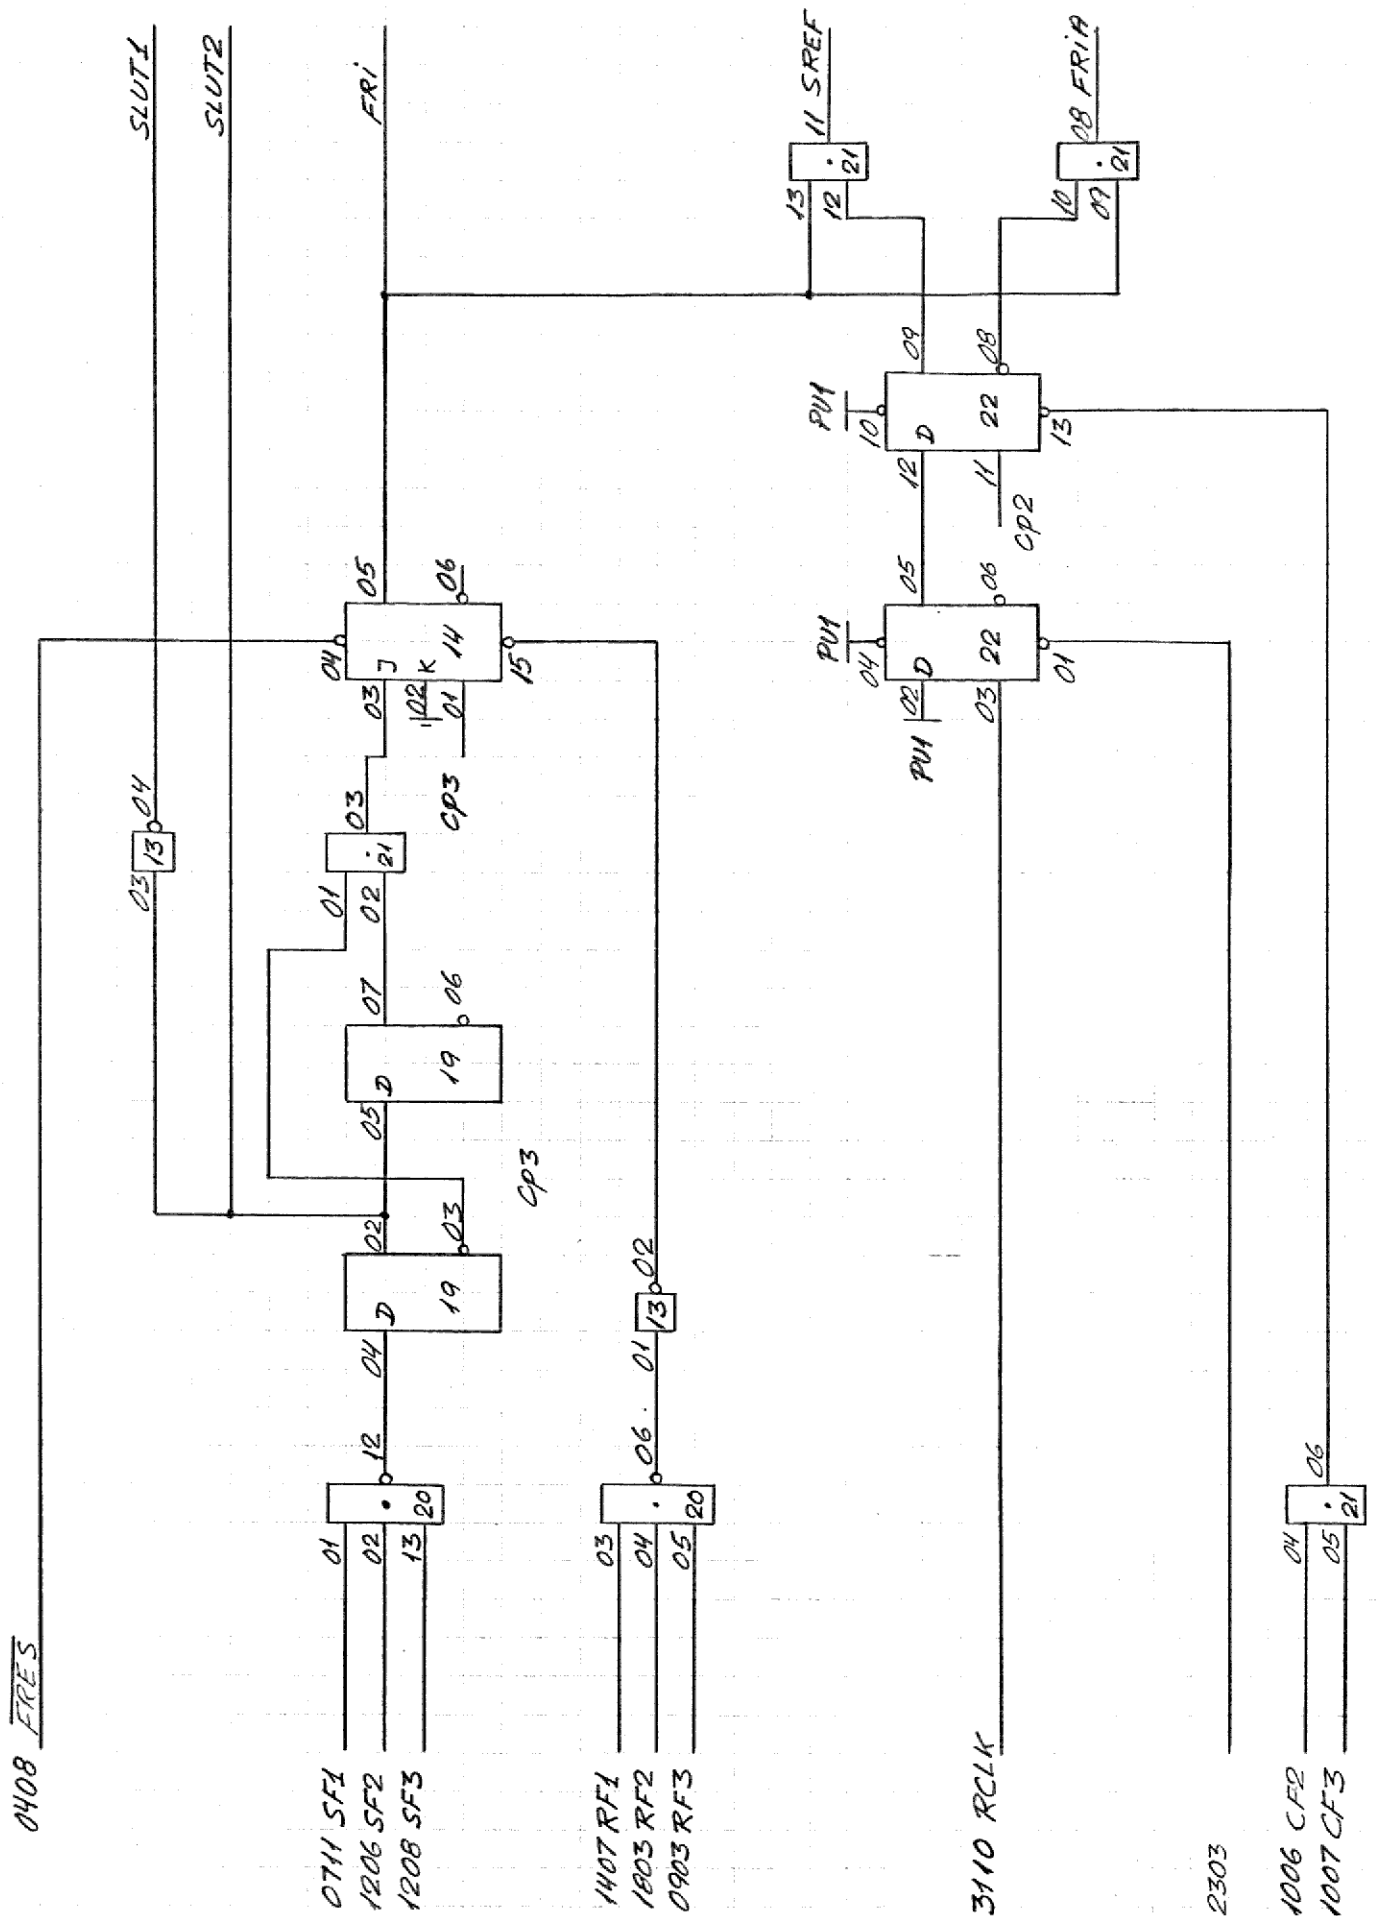 0408 FRES
SLUT1
03 13 04
SLUT2
0711 SF1 01
1206 SF2 02
1208 SF3 13
20 12
04 D 19 02
03
05 D 19 07
06
CP3
01
02 21 03
03 J
02 K
01 14
04
05
06
15
CP3
FRi
1407 RF1 03
1803 RF2 04
0903 RF3 05
20 06
01 13 02
PU1
04
PU1 02 D
22
05
06
3110 RCLK 03
01
2303
PU1
10
12 D
22
09
08
11
CP2
13
13
12
21
11 SREF
10
09
21
08 FRiA
1006 CF2 04
1007 CF3 05
21 06